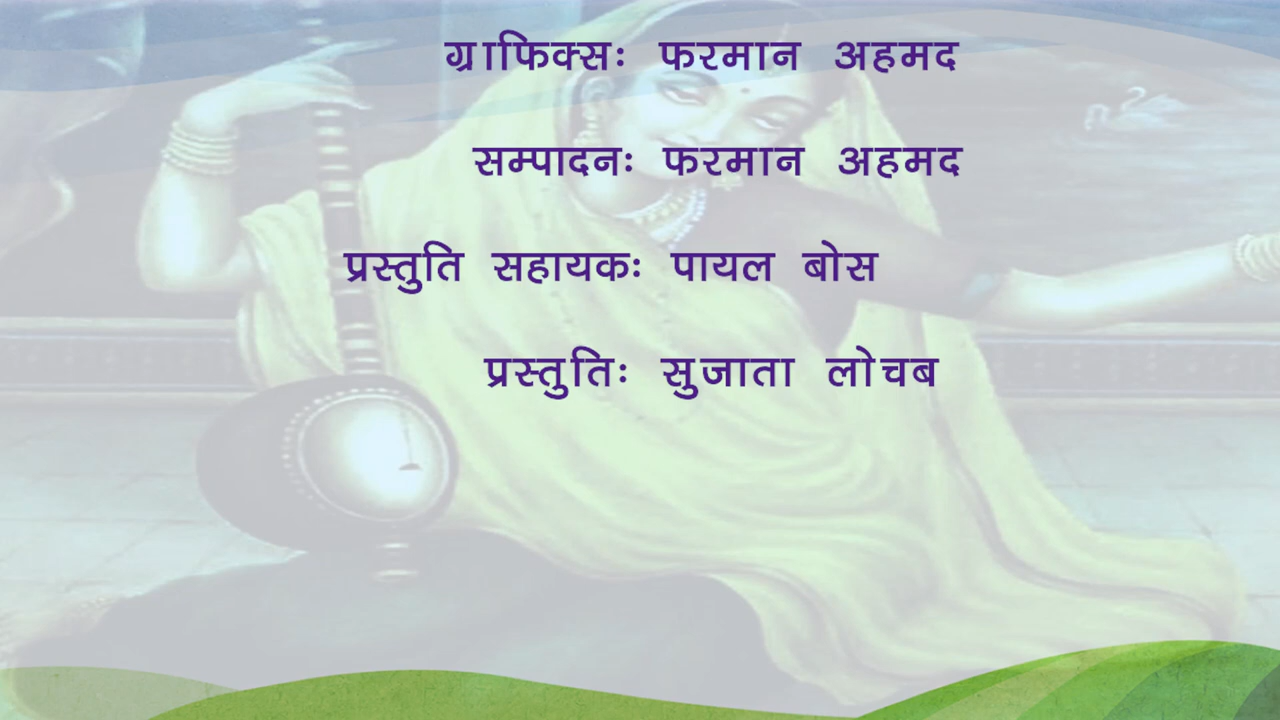 ग्राफिक्सः फरमान अहमद
सम्पादनः फरमान अहमद
प्रस्तुति सहायकः पायल बोस
प्रस्तुतिः सुजाता लोचब